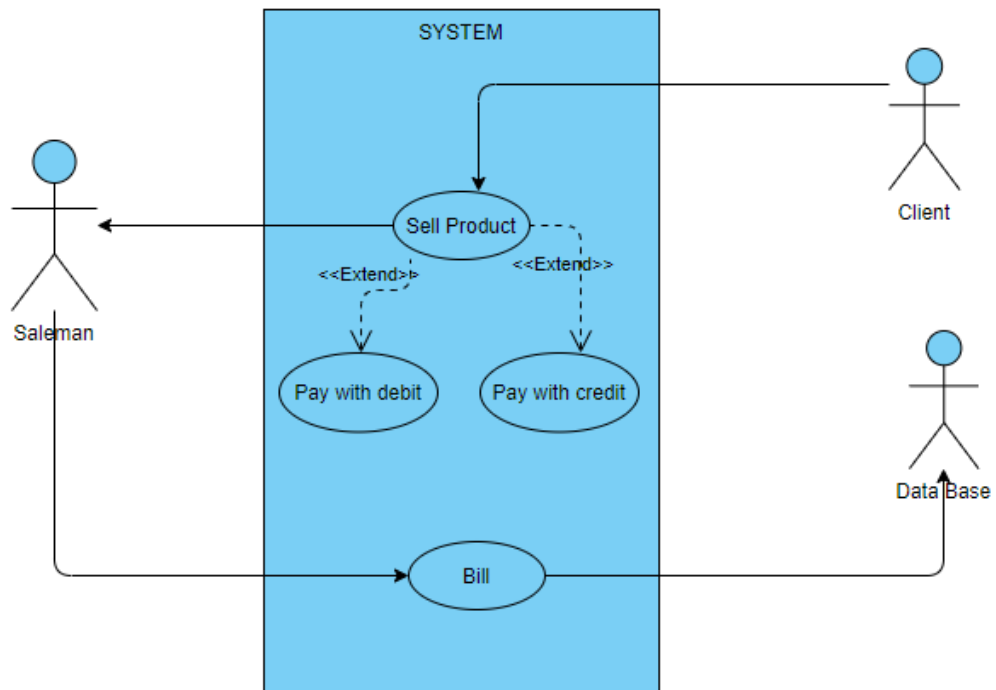 SYSTEM
Client
Sell Product
<<Extend>>
<<Extend>>
Saleman
Pay with debit
Pay with credit
Data Base
Bill